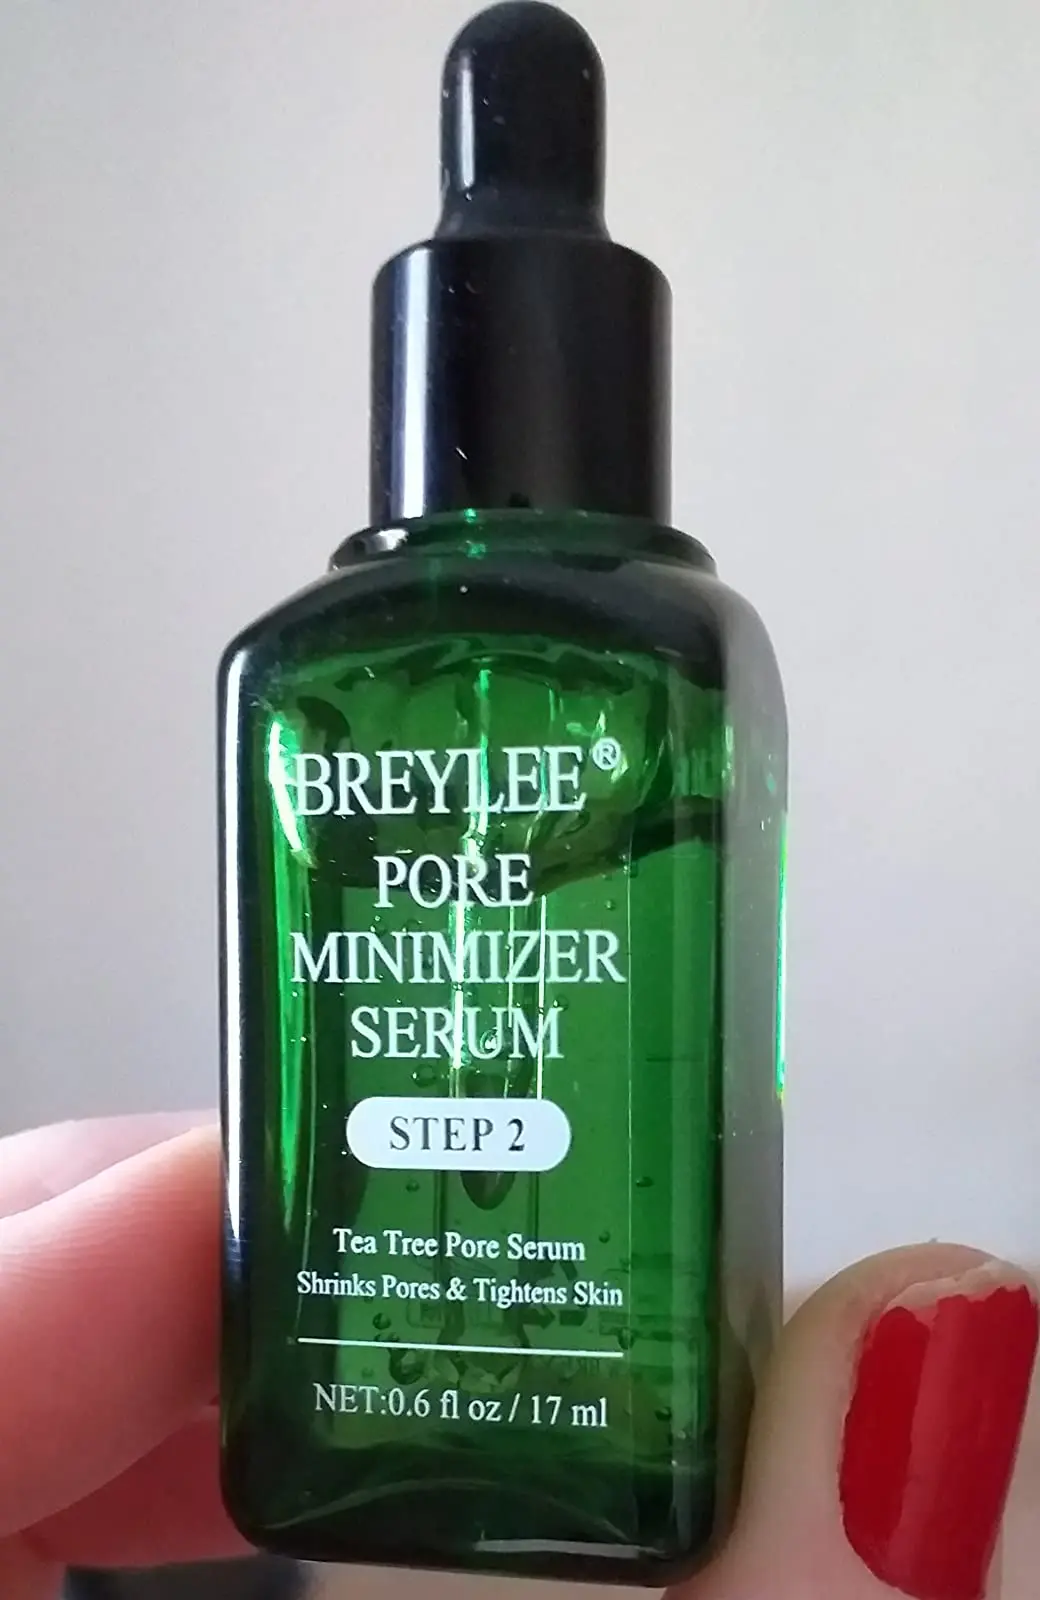 BREYLEE®
PORE
MINIMIZER
SERUM
STEP 2
Tea Tree Pore Serum
Shrinks Pores & Tightens Skin
NET:0.6 fl oz / 17 ml